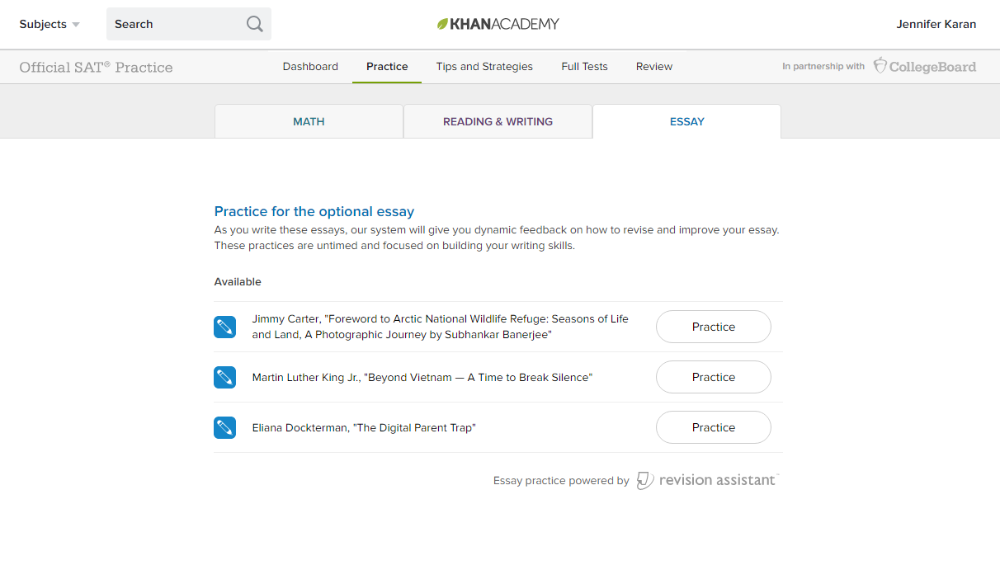 Subjects
Search
KHANACADEMY
Jennifer Karan
Official SAT® Practice
Dashboard
Practice
Tips and Strategies
Full Tests
Review
In partnership with
CollegeBoard
MATH
READING & WRITING
ESSAY
Practice for the optional essay
As you write these essays, our system will give you dynamic feedback on how to revise and improve your essay.
These practices are untimed and focused on building your writing skills.
Available
Jimmy Carter, "Foreword to Arctic National Wildlife Refuge: Seasons of Life
and Land, A Photographic Journey by Subhankar Banerjee"
Practice
Martin Luther King Jr., "Beyond Vietnam — A Time to Break Silence"
Practice
Eliana Dockterman, "The Digital Parent Trap"
Practice
Essay practice powered by
revision assistant™